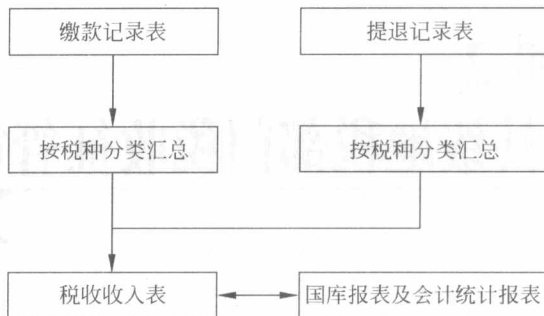 缴款记录表
提退记录表
按税种分类汇总
按税种分类汇总
税收收入表
国库报表及会计统计报表